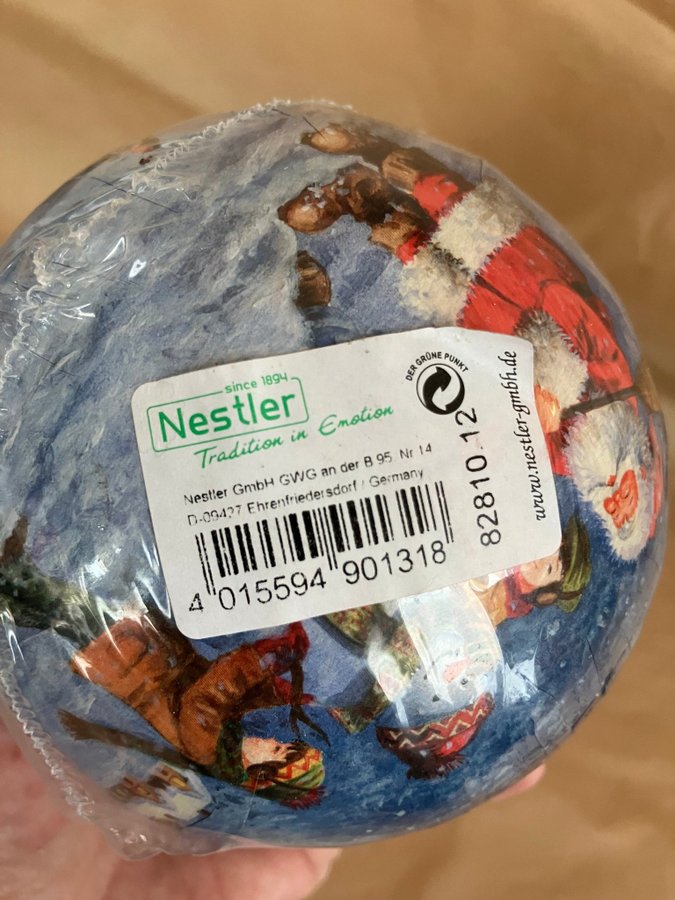 since 1894
Nestler
Tradition in Emotion
DER GRÜNE PUNKT
Nestler GmbH GWG an der B 95, Nr 14
D-09427 Ehrenfriedersdorf / Germany
4 015594 901318
82810.12
www.nestler-gmbh.de